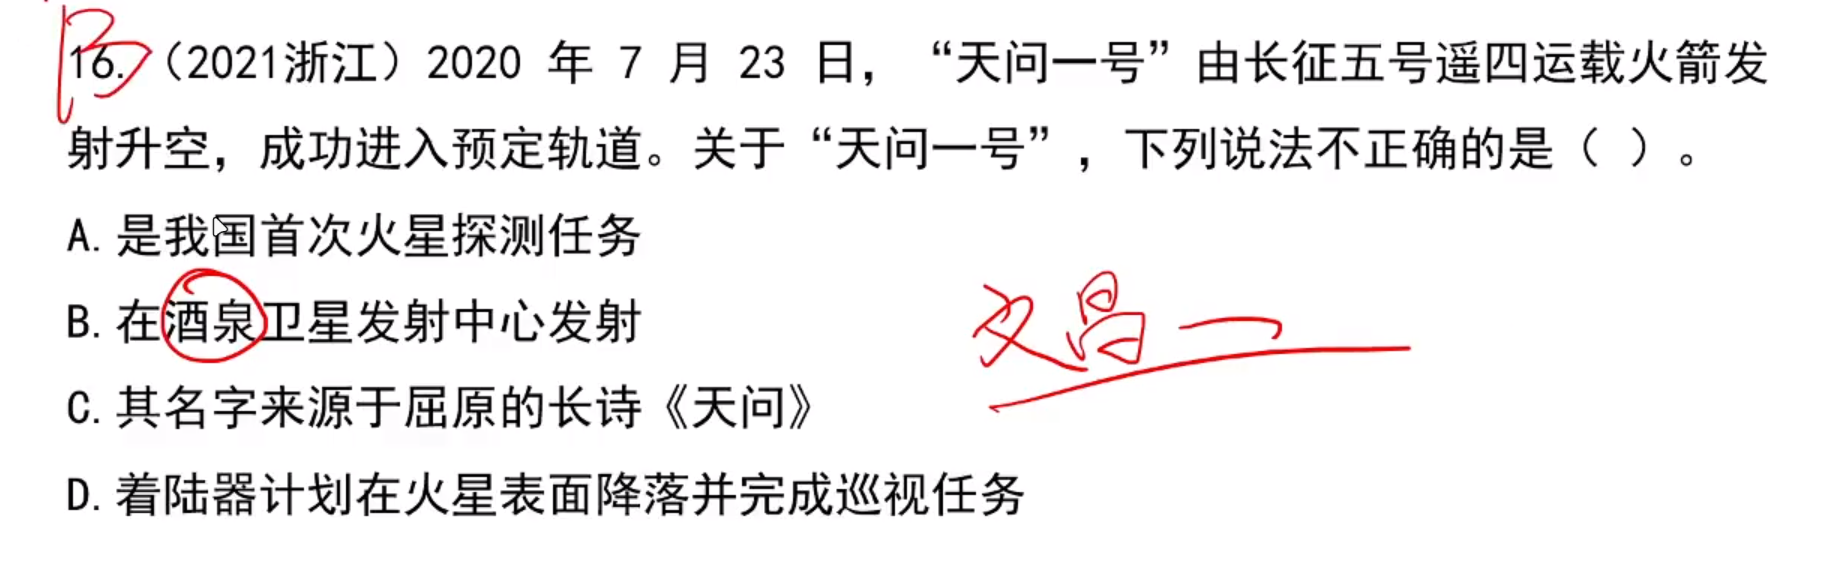 B
16.（2021浙江）2020 年 7 月 23 日，“天问一号”由长征五号遥四运载火箭发
射升空，成功进入预定轨道。关于“天问一号”，下列说法不正确的是（ ）。
A. 是我国首次火星探测任务
B. 在酒泉卫星发射中心发射
文昌一
C. 其名字来源于屈原的长诗《天问》
D. 着陆器计划在火星表面降落并完成巡视任务